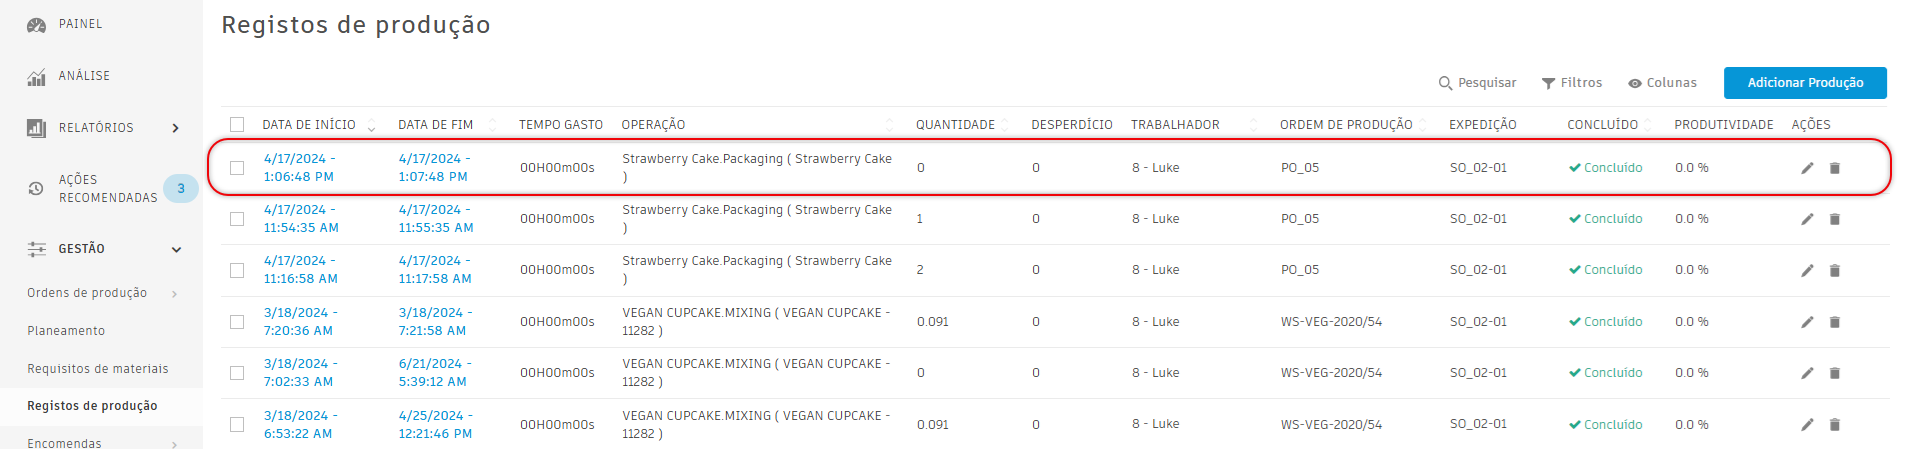 PAINEL
ANÁLISE
RELATÓRIOS
AÇÕES
RECOMENDADAS
3
GESTÃO
Ordens de produção
Planeamento
Requisitos de materiais
Registos de produção
Encomendas
Registos de produção
Pesquisar Filtros Colunas Adicionar Produção
DATA DE INÍCIO DATA DE FIM TEMPO GASTO OPERAÇÃO QUANTIDADE DESPERDÍCIO TRABALHADOR ORDEM DE PRODUÇÃO EXPEDIÇÃO CONCLUÍDO PRODUTIVIDADE AÇÕES
4/17/2024 - 4/17/2024 - Strawberry Cake.Packaging ( Strawberry Cake
00H00m00s 0 0 8 - Luke PO_05 SO_02-01 Concluído 0.0 %
1:06:48 PM 1:07:48 PM )
4/17/2024 - 4/17/2024 - Strawberry Cake.Packaging ( Strawberry Cake
00H00m00s 1 0 8 - Luke PO_05 SO_02-01 Concluído 0.0 %
11:54:35 AM 11:55:35 AM )
4/17/2024 - 4/17/2024 - Strawberry Cake.Packaging ( Strawberry Cake
00H00m00s 2 0 8 - Luke PO_05 SO_02-01 Concluído 0.0 %
11:16:58 AM 11:17:58 AM )
3/18/2024 - 3/18/2024 - VEGAN CUPCAKE.MIXING ( VEGAN CUPCAKE -
00H00m00s 0.091 0 8 - Luke WS-VEG-2020/54 SO_02-01 Concluído 0.0 %
7:20:36 AM 7:21:58 AM 11282 )
3/18/2024 - 6/21/2024 - VEGAN CUPCAKE.MIXING ( VEGAN CUPCAKE -
00H00m00s 0 0 8 - Luke WS-VEG-2020/54 SO_02-01 Concluído 0.0 %
7:02:33 AM 5:39:12 AM 11282 )
3/18/2024 - 4/25/2024 - VEGAN CUPCAKE.MIXING ( VEGAN CUPCAKE -
00H00m00s 0.091 0 8 - Luke WS-VEG-2020/54 SO_02-01 Concluído 0.0 %
6:53:22 AM 12:21:46 PM 11282 )